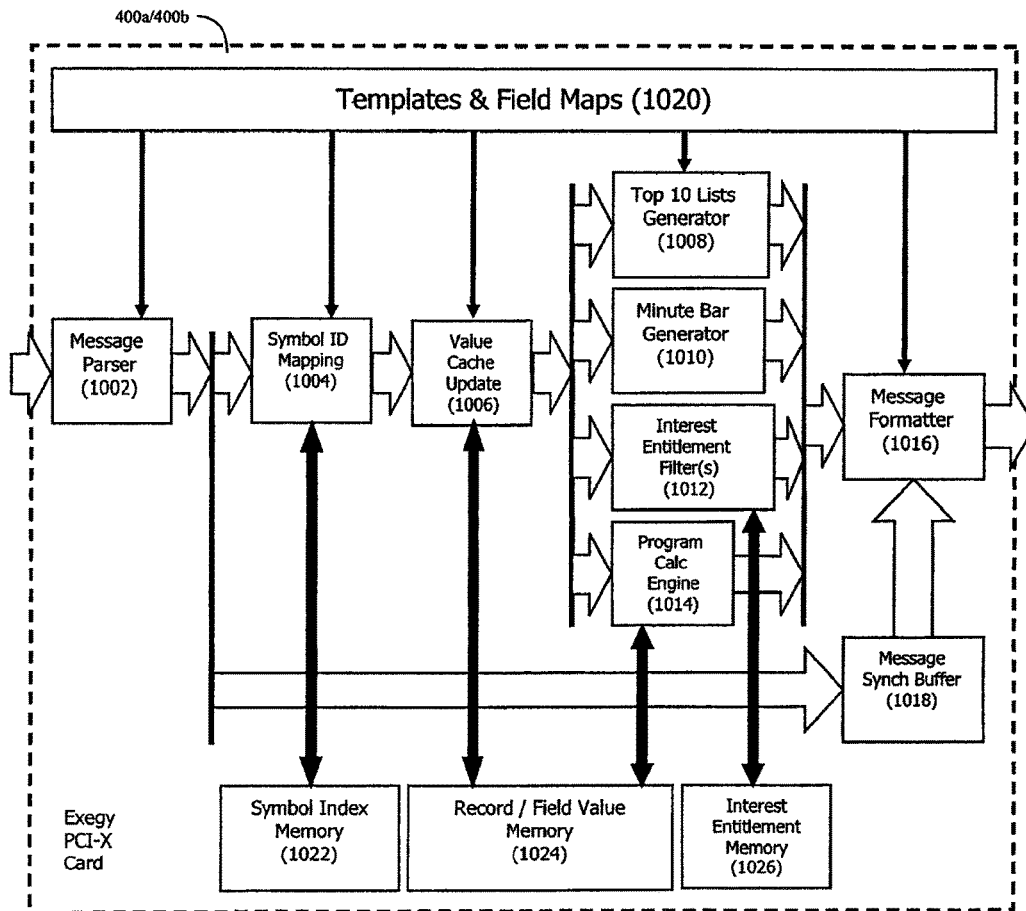 400a/400b
Templates & Field Maps (1020)
Top 10 Lists
Generator
(1008)
Message
Parser
(1002)
Symbol ID
Mapping
(1004)
Value
Cache
Update
(1006)
Minute Bar
Generator
(1010)
Interest
Entitlement
Filter(s)
(1012)
Program
Calc
Engine
(1014)
Message
Formatter
(1016)
Message
Synch Buffer
(1018)
Exegy
PCI-X
Card
Symbol Index
Memory
(1022)
Record / Field Value
Memory
(1024)
Interest
Entitlement
Memory
(1026)